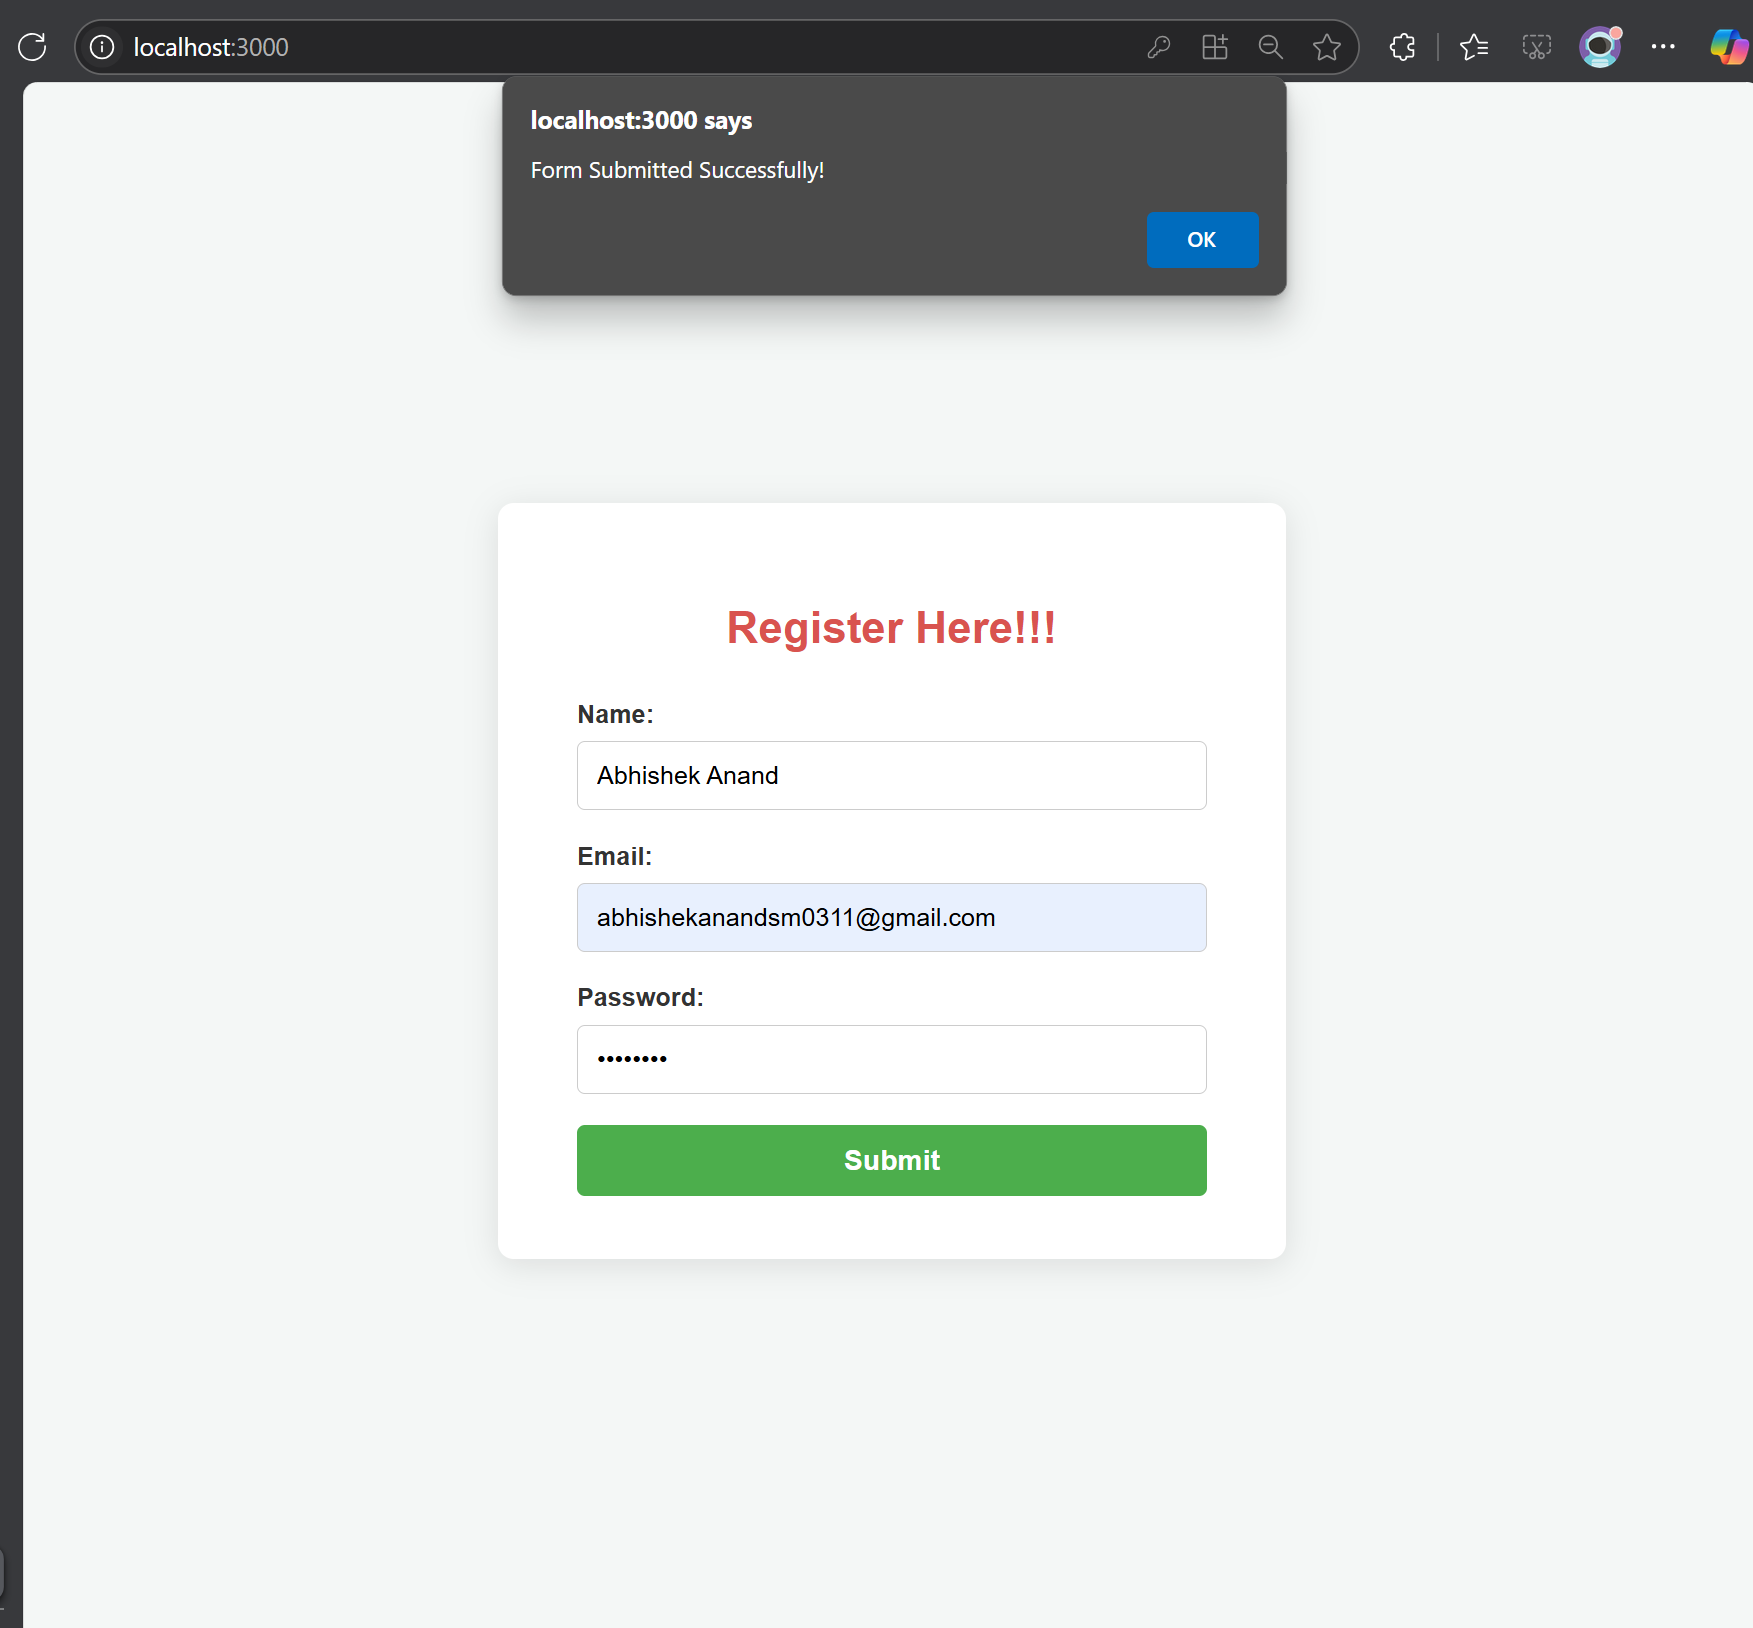 localhost:3000
localhost:3000 says
Form Submitted Successfully!
OK
Register Here!!!
Name:
Abhishek Anand
Email:
abhishekanandsm0311@gmail.com
Password:
••••••••
Submit